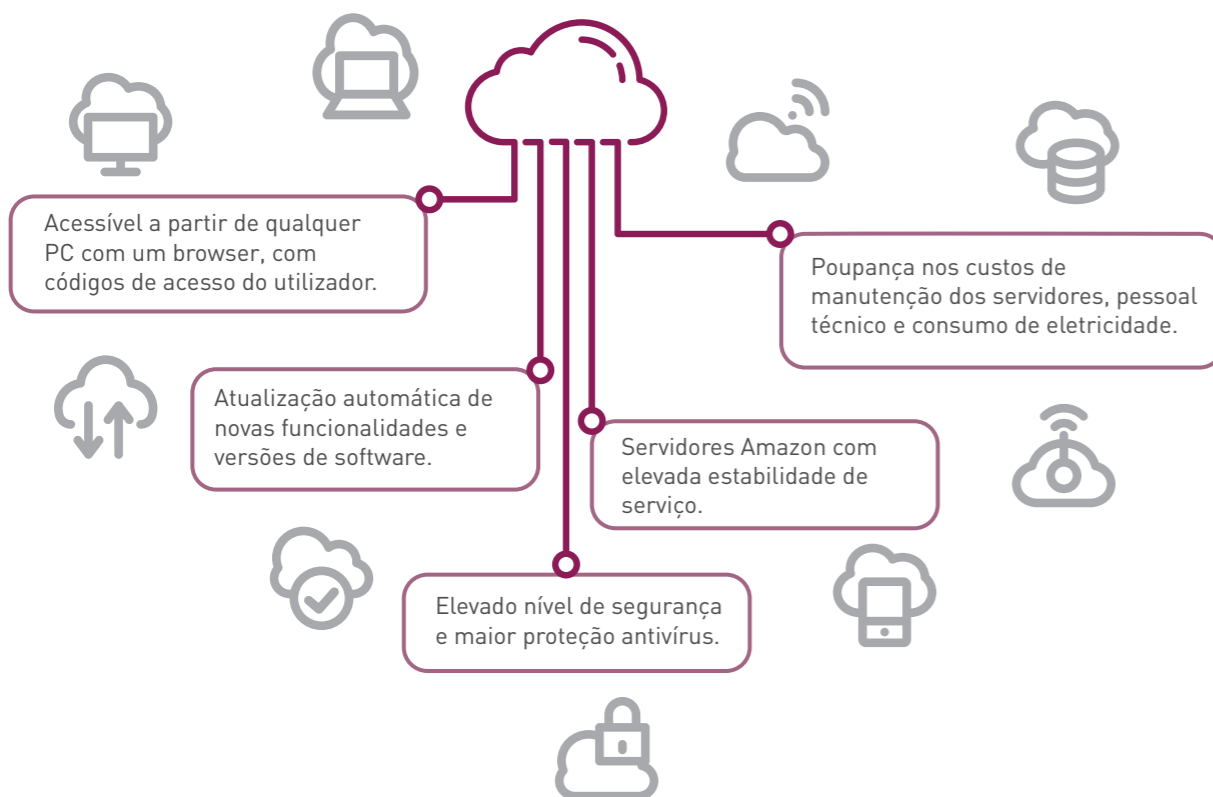 Acessível a partir de qualquer
PC com um browser, com
códigos de acesso do utilizador.
Poupança nos custos de
manutenção dos servidores, pessoal
técnico e consumo de eletricidade.
Atualização automática de
novas funcionalidades e
versões de software.
Servidores Amazon com
elevada estabilidade de
serviço.
Elevado nível de segurança
e maior proteção antivírus.